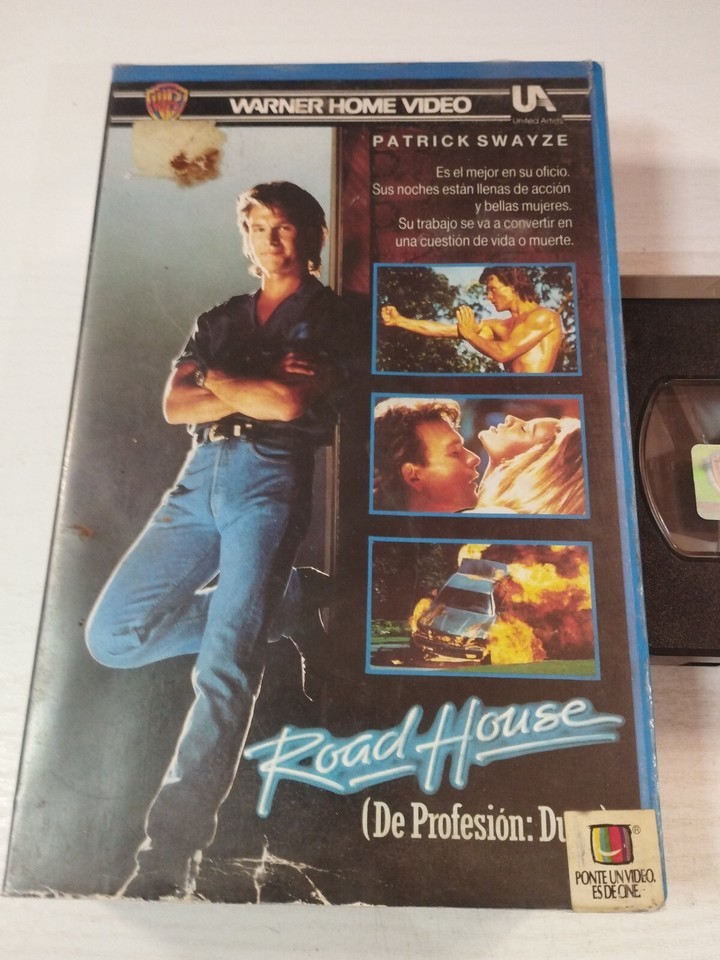 WARNER HOME VIDEO
UA
United Artists
PATRICK SWAYZE
Es el mejor en su oficio.
Sus noches están llenas de acción
y bellas mujeres.
Su trabajo se va a convertir en
una cuestión de vida o muerte.
Road House
(De Profesión:
PONTE UN VIDEO.
ES DE CINE.